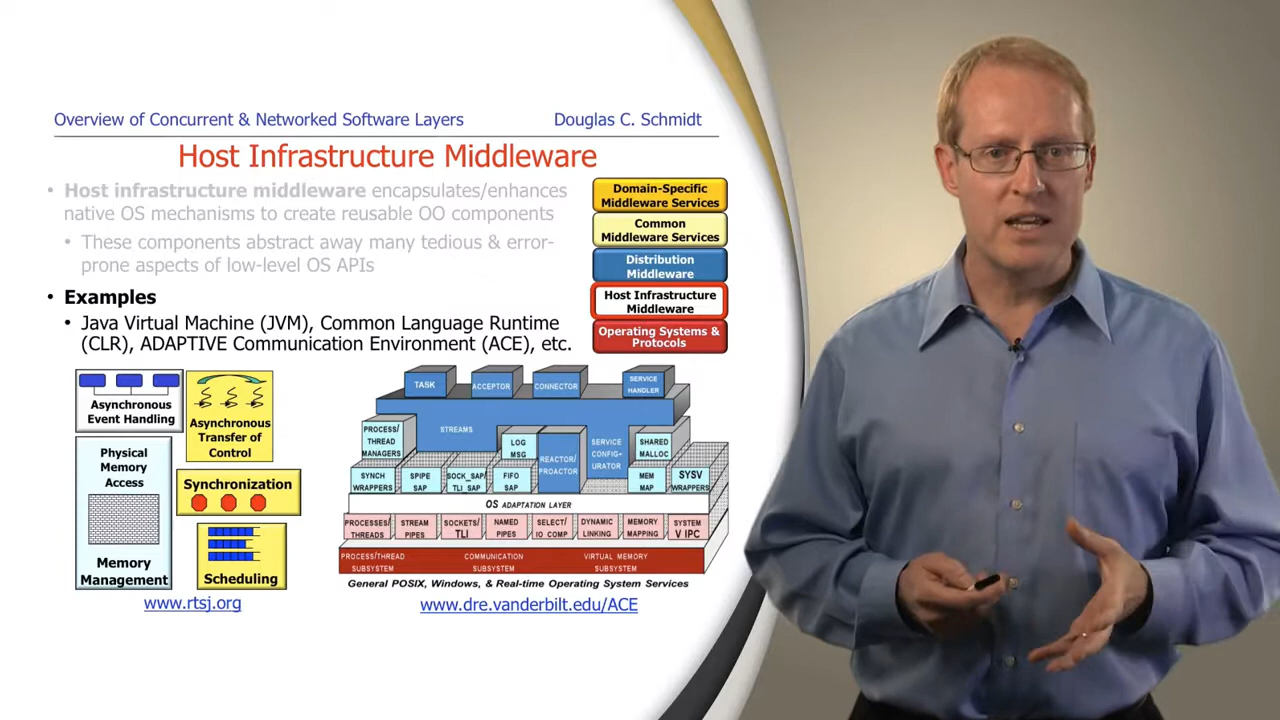 Overview of Concurrent & Networked Software Layers
Douglas C. Schmidt
Host Infrastructure Middleware
• Host infrastructure middleware encapsulates/enhances
native OS mechanisms to create reusable OO components
• These components abstract away many tedious & error-
prone aspects of low-level OS APIs
• Examples
• Java Virtual Machine (JVM), Common Language Runtime
(CLR), ADAPTIVE Communication Environment (ACE), etc.
Domain-Specific
Middleware Services
Common
Middleware Services
Distribution
Middleware
Host Infrastructure
Middleware
Operating Systems &
Protocols
Asynchronous
Event Handling
Asynchronous
Transfer of
Control
Physical
Memory
Access
Memory
Management
Synchronization
Scheduling
www.rtsj.org
TASK
ACCEPTOR
CONNECTOR
SERVICE
HANDLER
STREAMS
PROCESS/
THREAD
MANAGERS
LOG
MSG
REACTOR/
PROACTOR
SERVICE
CONFIG-
URATOR
SHARED
MALLOC
SYNCH
WRAPPERS
SPIPE
SAP
SOCK_SAP/
TLI_SAP
FIFO
SAP
MEM
MAP
SYSV
WRAPPERS
OS ADAPTATION LAYER
PROCESSES/
THREADS
STREAM
PIPES
SOCKETS/
TLI
NAMED
PIPES
SELECT/
IO COMP
DYNAMIC
LINKING
MEMORY
MAPPING
SYSTEM
V IPC
PROCESS/THREAD
SUBSYSTEM
COMMUNICATION
SUBSYSTEM
VIRTUAL MEMORY
SUBSYSTEM
General POSIX, Windows, & Real-time Operating System Services
www.dre.vanderbilt.edu/ACE